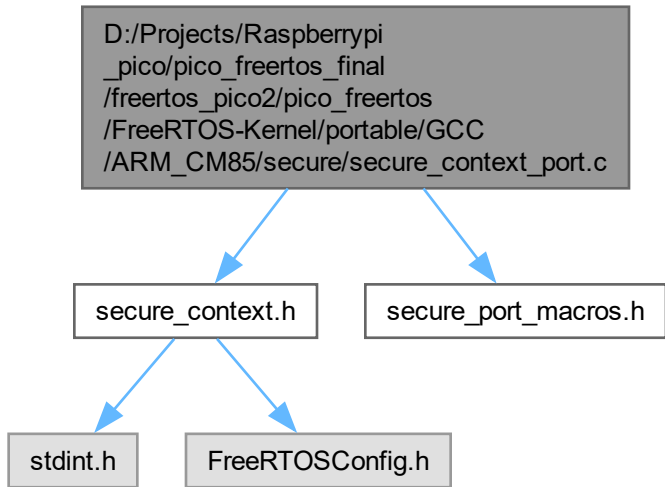 D:/Projects/Raspberrypi
_pico/pico_freertos_final
/freertos_pico2/pico_freertos
/FreeRTOS-Kernel/portable/GCC
/ARM_CM85/secure/secure_context_port.c
secure_context.h
secure_port_macros.h
stdint.h
FreeRTOSConfig.h